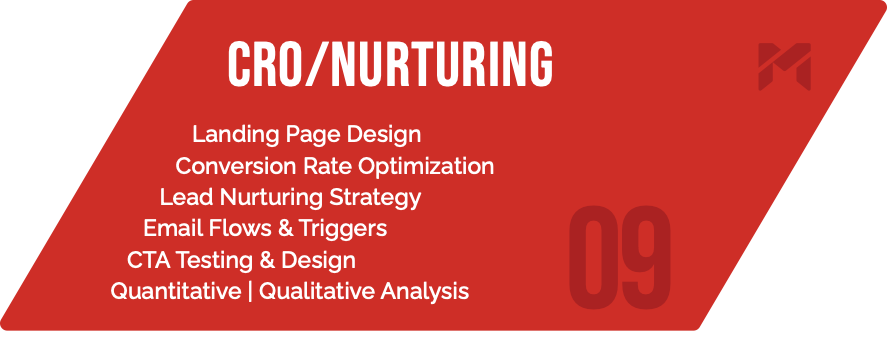 CRO/NURTURING
Landing Page Design
Conversion Rate Optimization
Lead Nurturing Strategy
Email Flows & Triggers
CTA Testing & Design
Quantitative | Qualitative Analysis
09